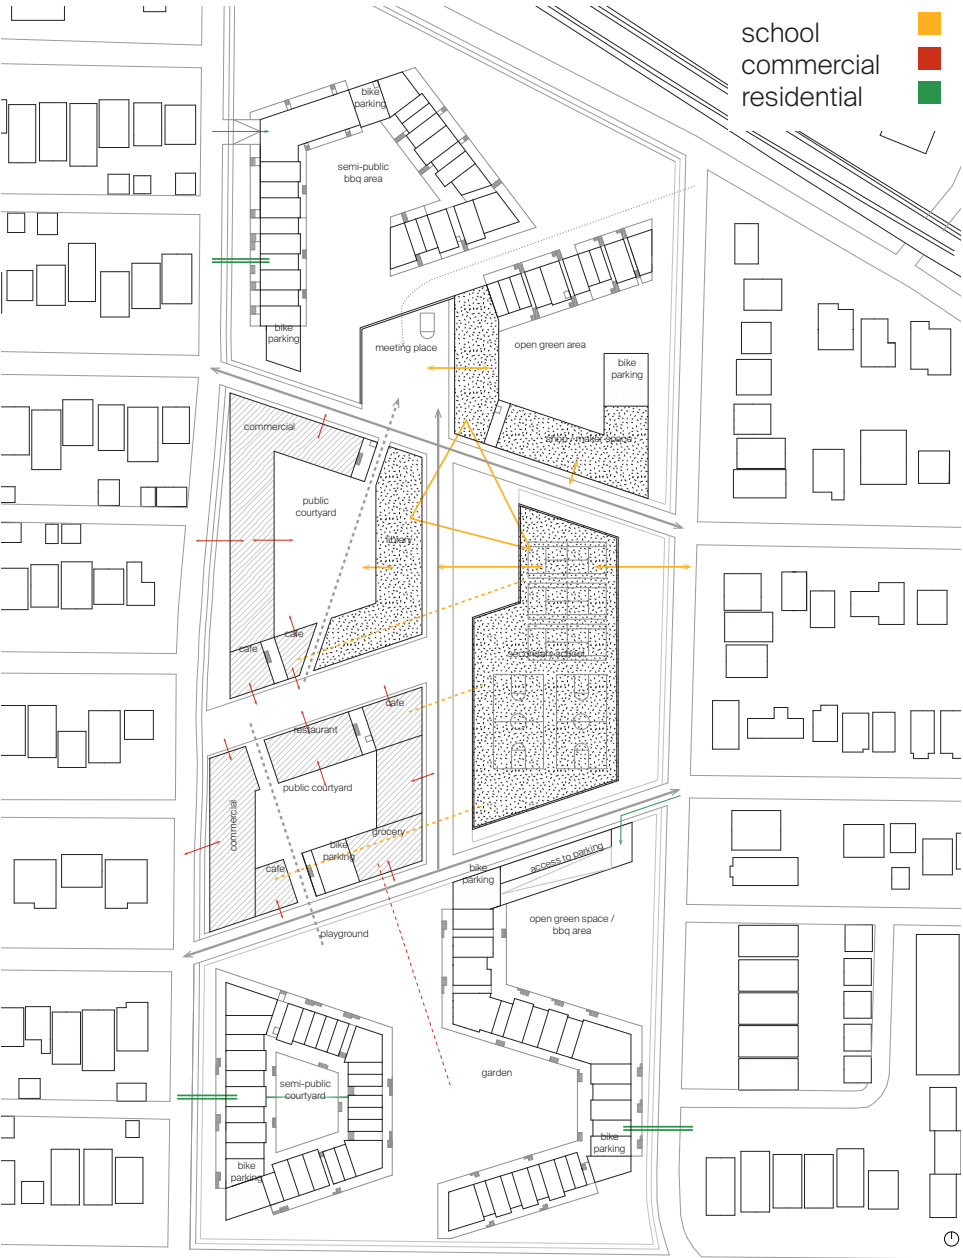 school
commercial
residential
bike
parking
semi-public
bbq area
bike
parking
meeting place
open green area
bike
parking
commercial
shop / maker space
public
courtyard
library
cafe
cafe
secondary school
cafe
restaurant
public courtyard
commercial
grocery
bike
parking
cafe
access to parking
bike
parking
playground
open green space /
bbq area
garden
semi-public
courtyard
bike
parking
bike
parking